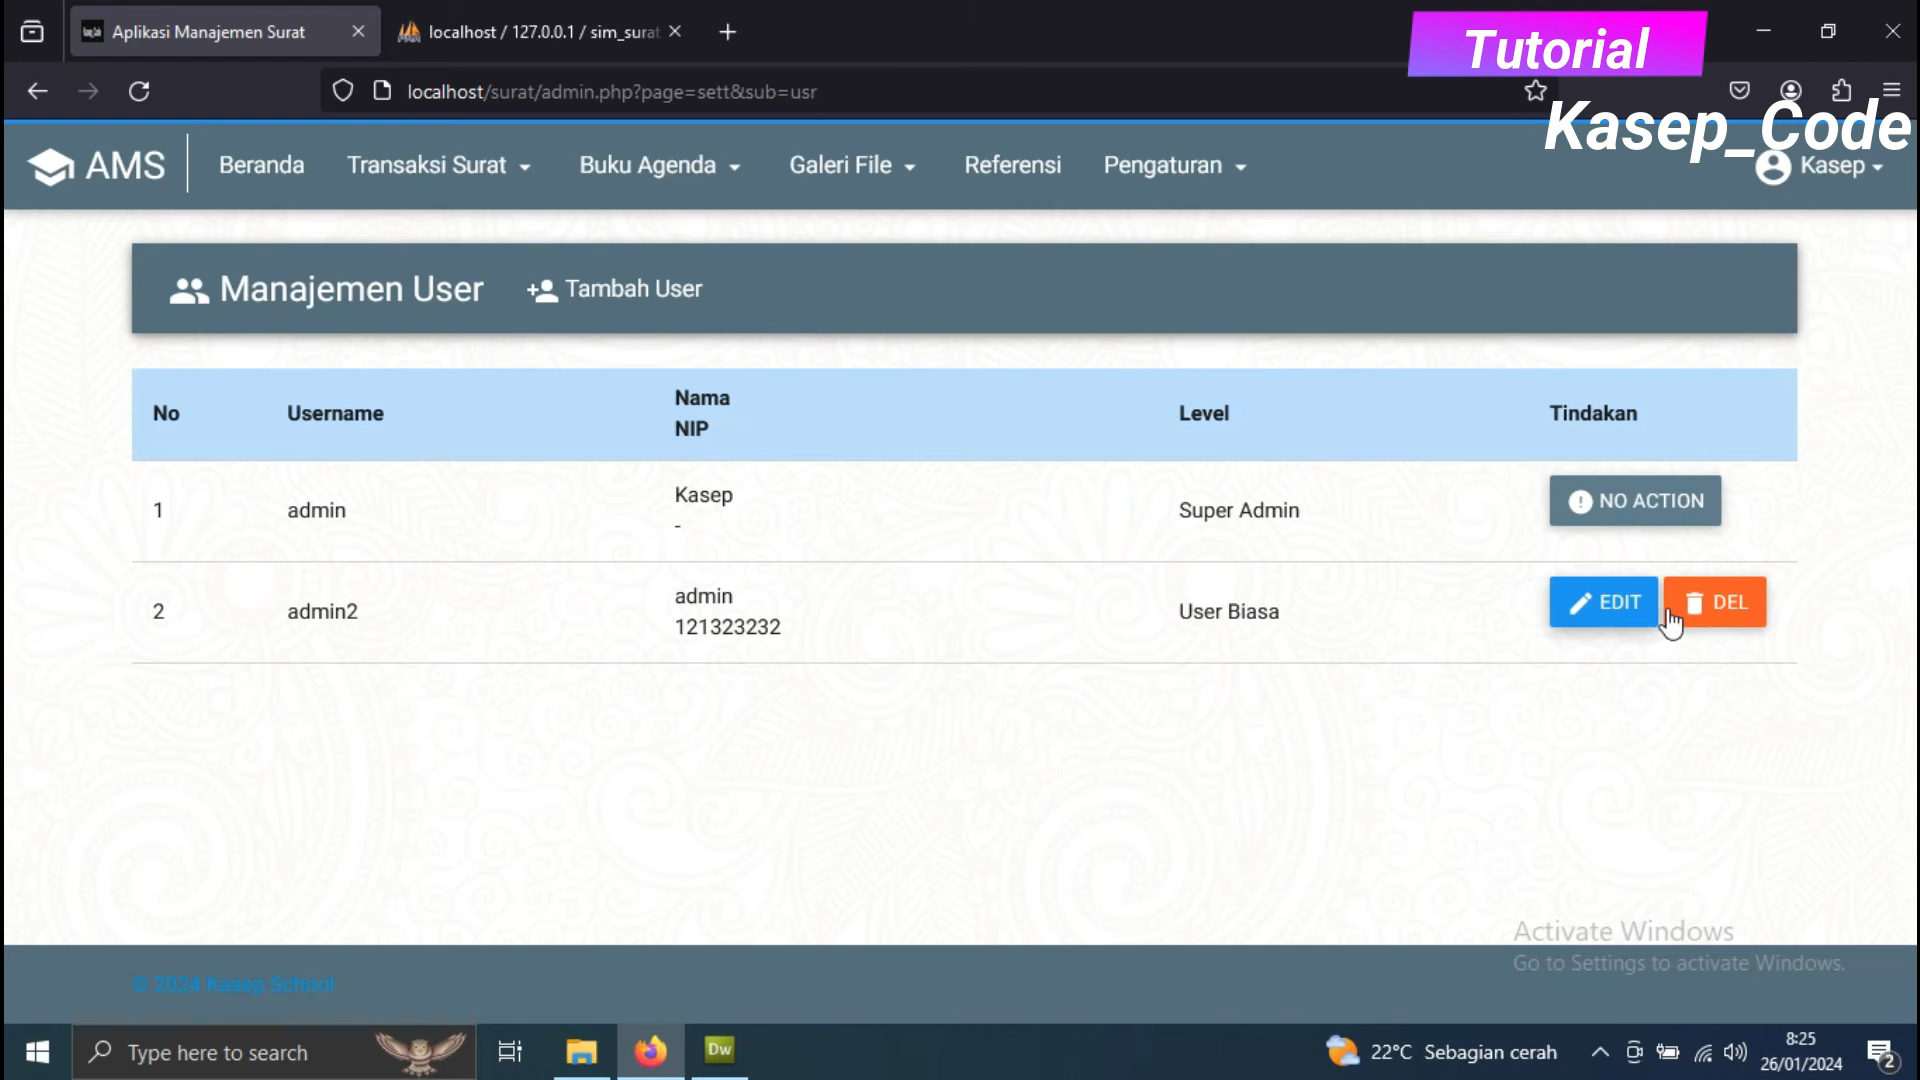 Aplikasi Manajemen Surat
localhost / 127.0.0.1 / sim_surat
Tutorial
localhost/surat/admin.php?page=sett&sub=usr
Kasep_Code
AMS
Beranda
Transaksi Surat
Buku Agenda
Galeri File
Referensi
Pengaturan
Kasep
Manajemen User
Tambah User
No
Username
Nama
NIP
Level
Tindakan
1
admin
Kasep
-
Super Admin
NO ACTION
2
admin2
admin
121323232
User Biasa
EDIT
DEL
Activate Windows
Go to Settings to activate Windows.
© 2024 Kasep School
Type here to search
Dw
22°C Sebagian cerah
8:25
26/01/2024
2